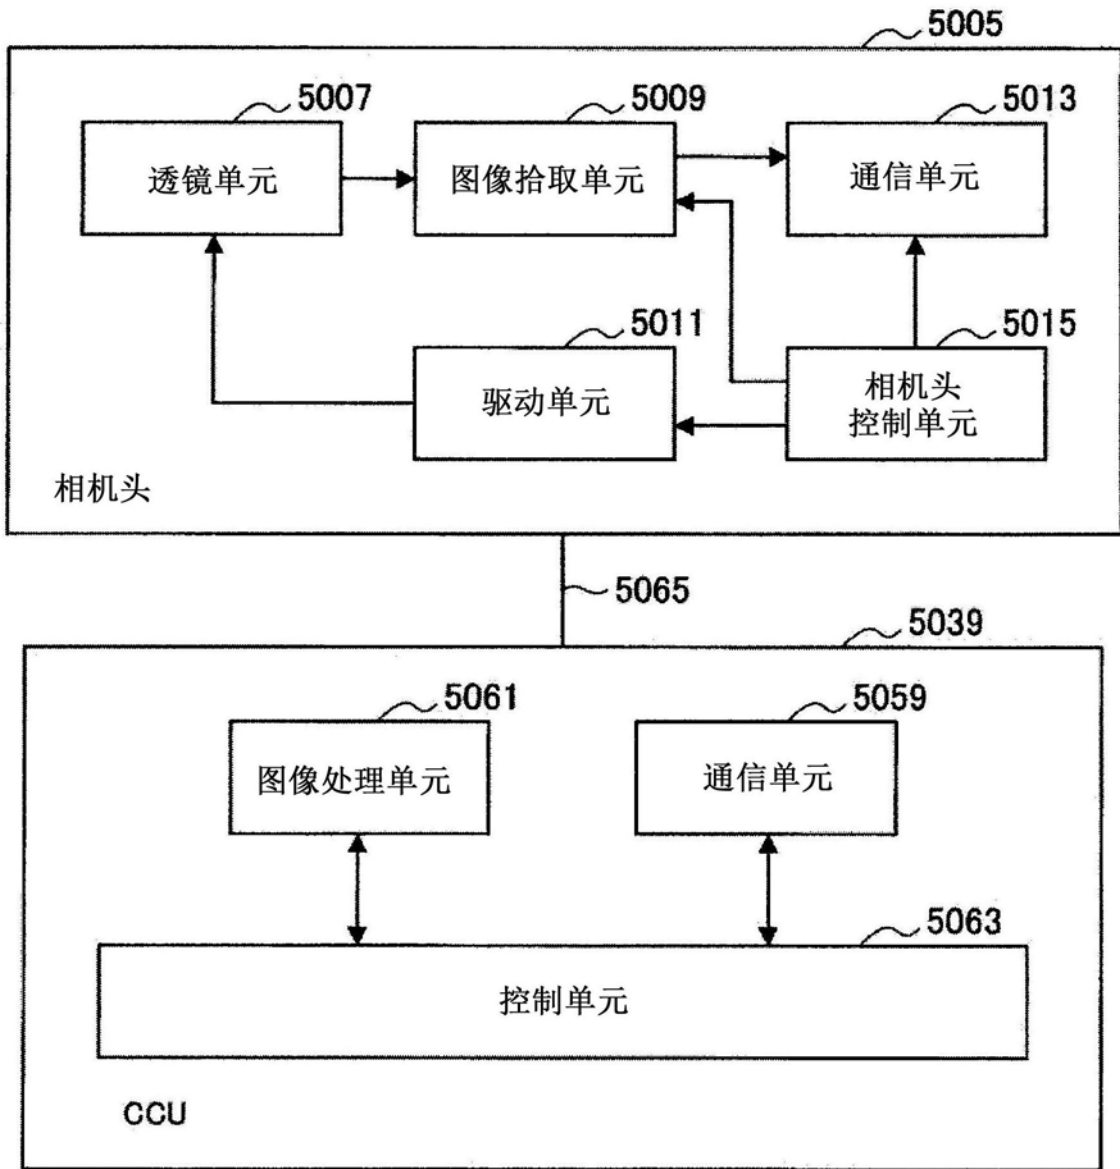 5005
5007
5009
5013
透镜单元
图像拾取单元
通信单元
5011
5015
驱动单元
相机头
控制单元
相机头
5065
5039
5061
5059
图像处理单元
通信单元
5063
控制单元
CCU